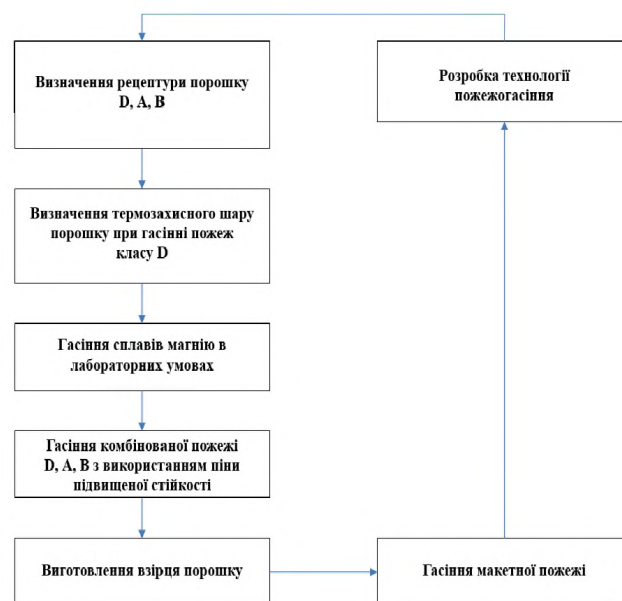 Визначення рецептури порошку
D, A, B
Розробка технології
пожежогасіння
Визначення термозахисного шару
порошку при гасінні пожеж
класу D
Гасіння сплавів магнію в
лабораторних умовах
Гасіння комбінованої пожежі
D, A, B з використанням піни
підвищеної стійкості
Виготовлення взірця порошку
Гасіння макетної пожежі